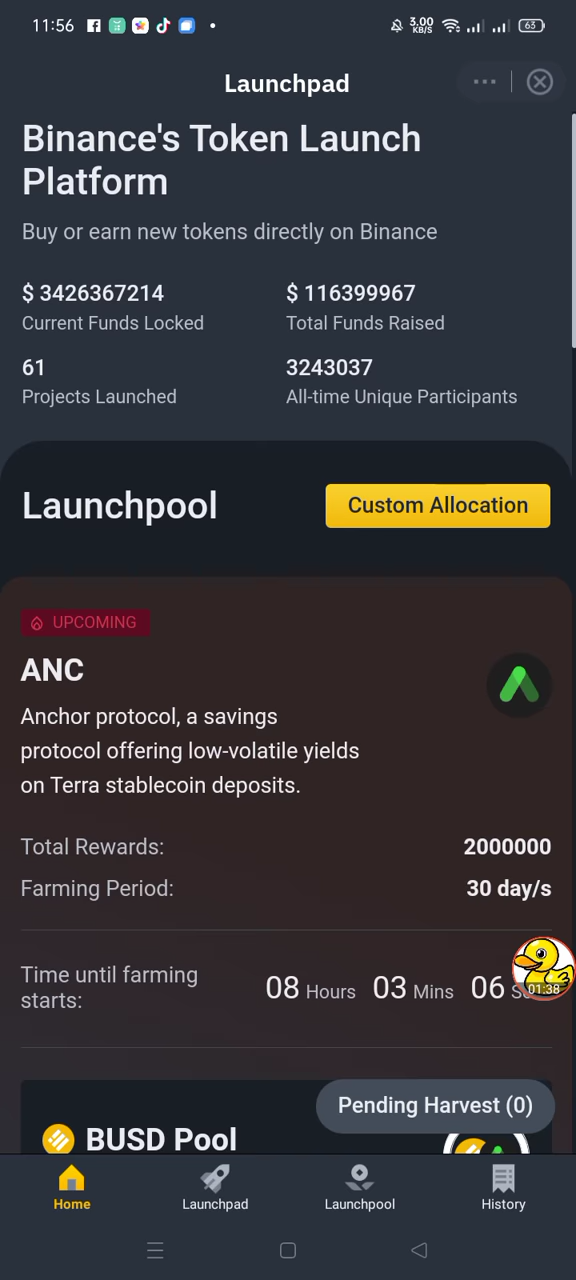 11:56
3.00
KB/S
63
Launchpad
Binance's Token Launch
Platform
Buy or earn new tokens directly on Binance
$ 3426367214
$ 116399967
Current Funds Locked
Total Funds Raised
61
3243037
Projects Launched
All-time Unique Participants
Launchpool
Custom Allocation
UPCOMING
ANC
Anchor protocol, a savings
protocol offering low-volatile yields
on Terra stablecoin deposits.
Total Rewards:
2000000
Farming Period:
30 day/s
Time until farming
starts:
08 Hours 03 Mins 06
01:38
Pending Harvest (0)
BUSD Pool
Home
Launchpad
Launchpool
History